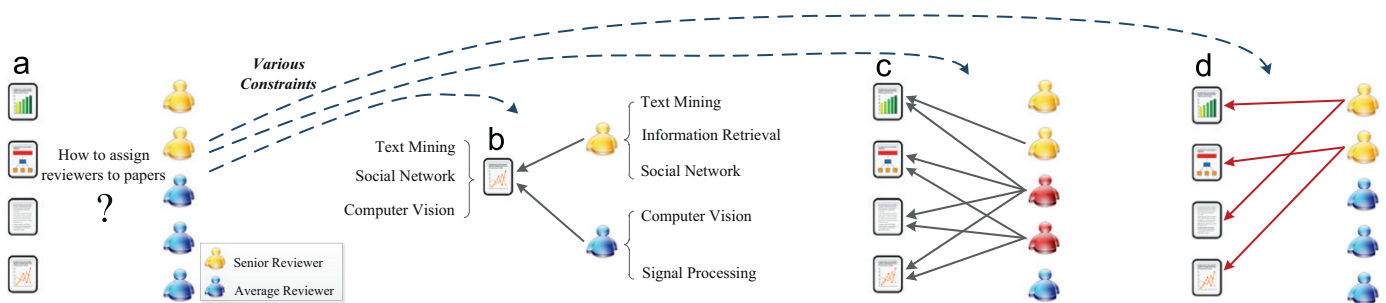 a
Various
Constraints
How to assign
reviewers to papers
?
Senior Reviewer
Average Reviewer
b
Text Mining
Social Network
Computer Vision
Text Mining
Information Retrieval
Social Network
Computer Vision
Signal Processing
c
d